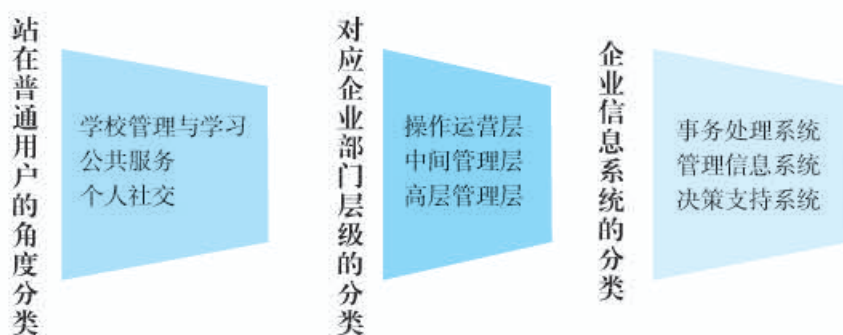 站在普通用户的角度分类
学校管理与学习
公共服务
个人社交
对应企业部门层级的分类
操作运营层
中间管理层
高层管理层
企业信息系统的分类
事务处理系统
管理信息系统
决策支持系统